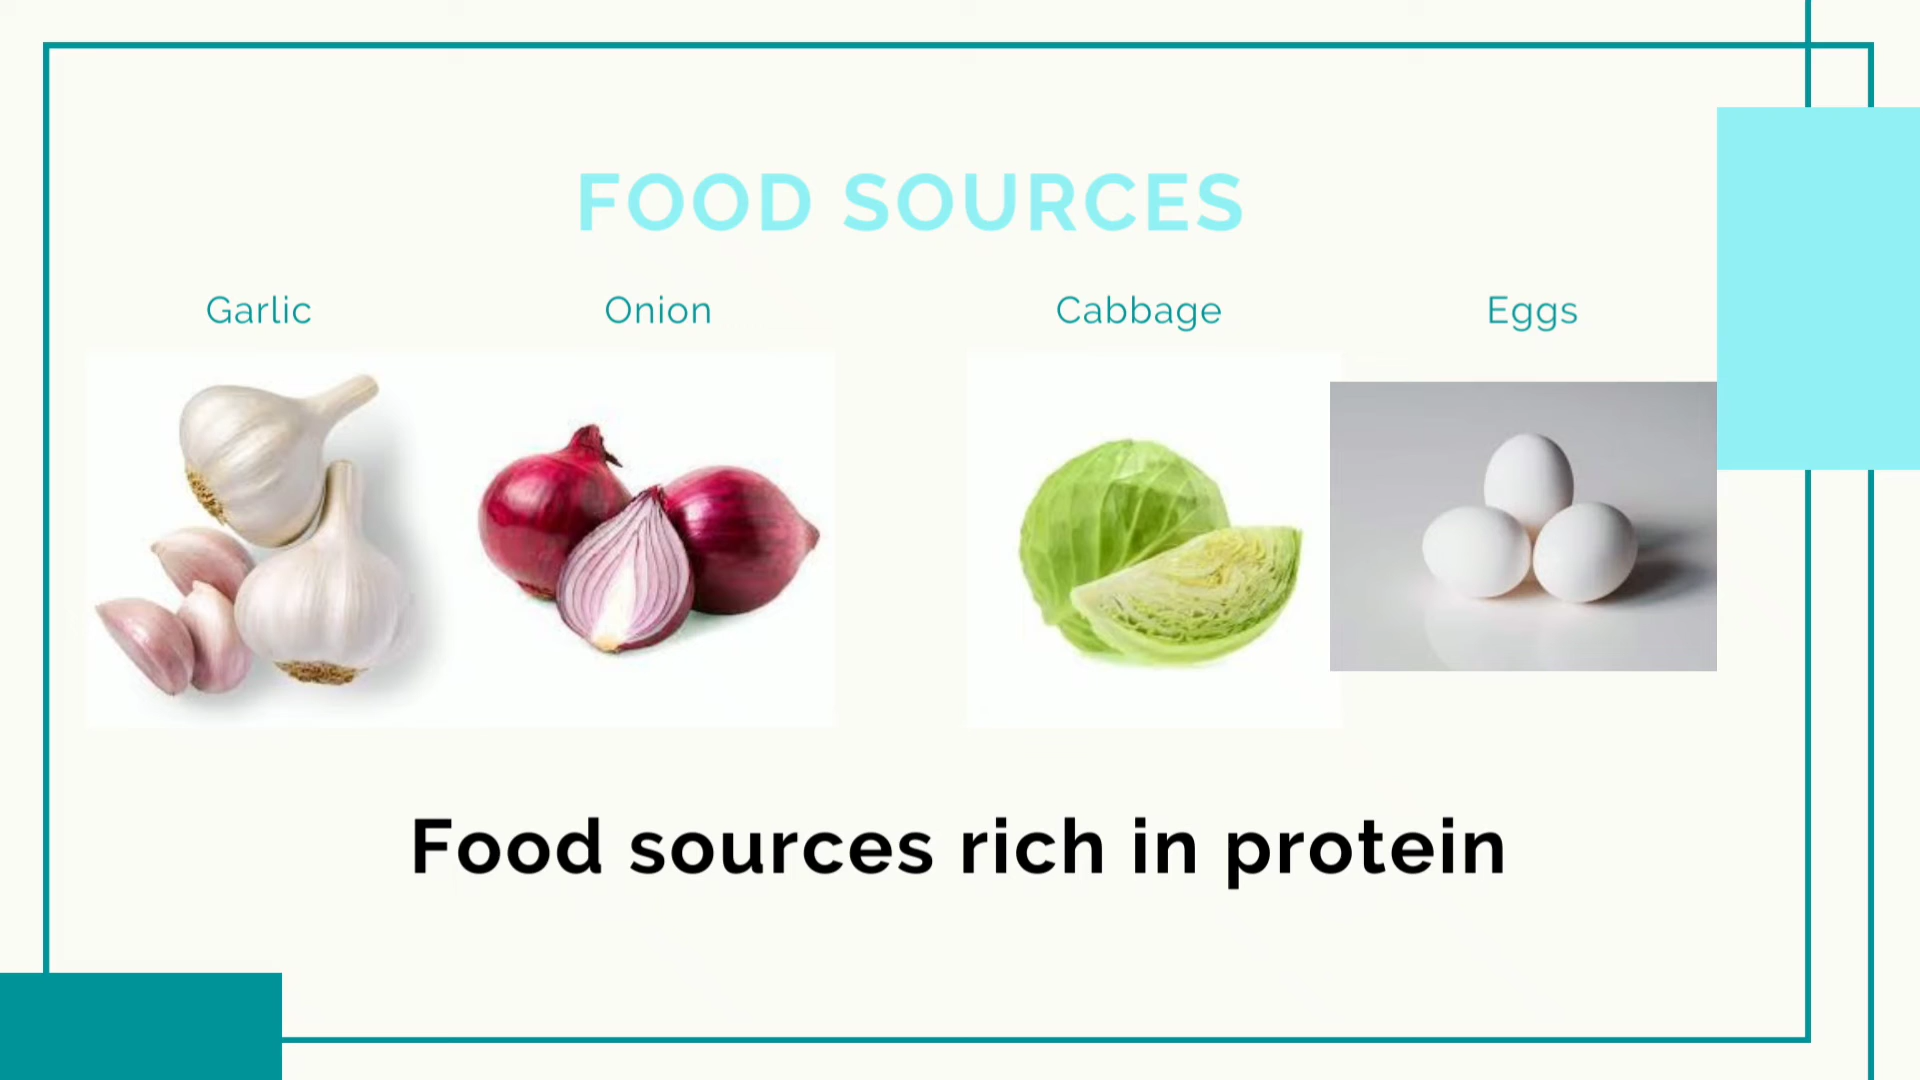 FOOD SOURCES
Garlic
Onion
Cabbage
Eggs
Food sources rich in protein